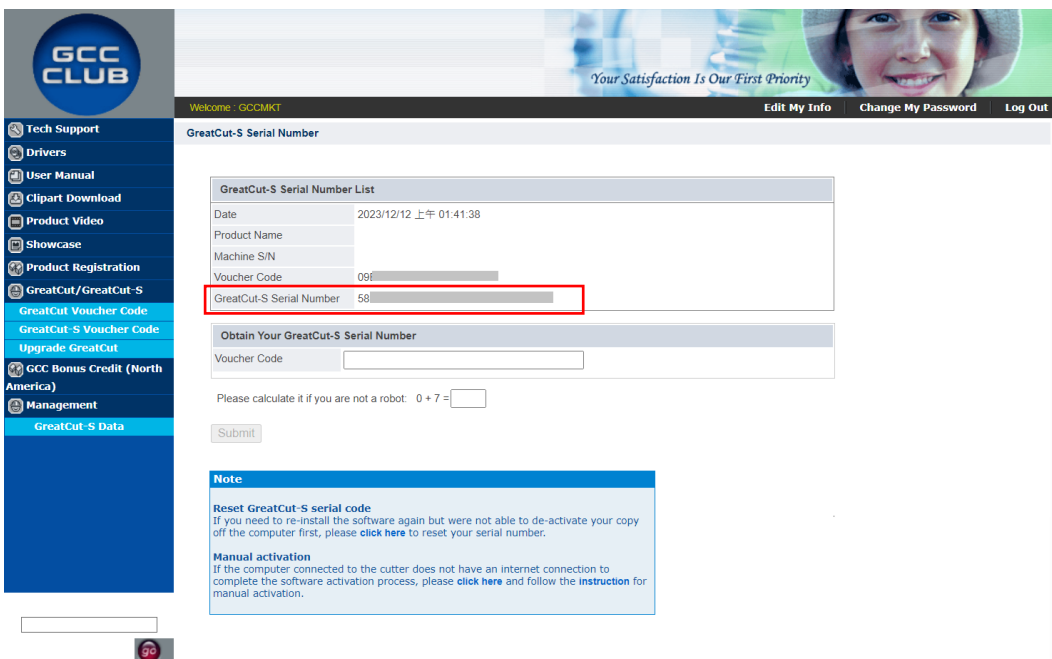 GCC
CLUB
Your Satisfaction Is Our First Priority
Welcome : GCCMKT
Edit My Info
Change My Password
Log Out
Tech Support
Drivers
User Manual
Clipart Download
Product Video
Showcase
Product Registration
GreatCut/GreatCut-S
GreatCut Voucher Code
GreatCut-S Voucher Code
Upgrade GreatCut
GCC Bonus Credit (North
America)
Management
GreatCut-S Data
go
GreatCut-S Serial Number
GreatCut-S Serial Number List
Date 2023/12/12 上午 01:41:38
Product Name
Machine S/N
Voucher Code 09
GreatCut-S Serial Number 58
Obtain Your GreatCut-S Serial Number
Voucher Code
Please calculate it if you are not a robot: 0 + 7 =
Submit
Note
Reset GreatCut-S serial code
If you need to re-install the software again but were not able to de-activate your copy
off the computer first, please click here to reset your serial number.
Manual activation
If the computer connected to the cutter does not have an internet connection to
complete the software activation process, please click here and follow the instruction for
manual activation.